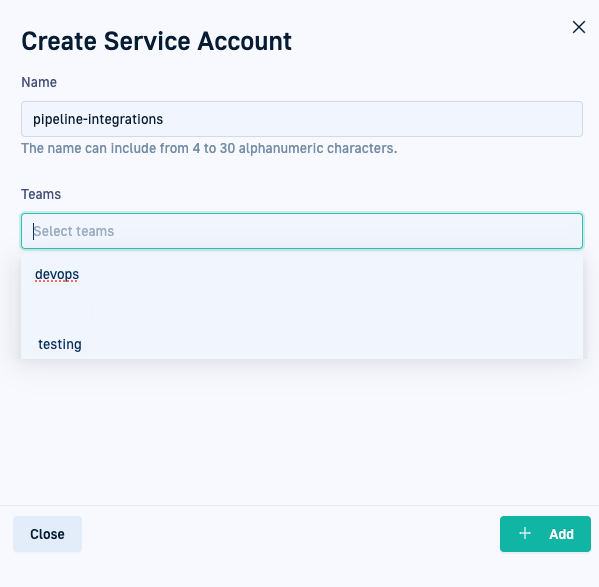 Create Service Account
Name
pipeline-integrations
The name can include from 4 to 30 alphanumeric characters.
Teams
Select teams
devops
testing
Close
Add